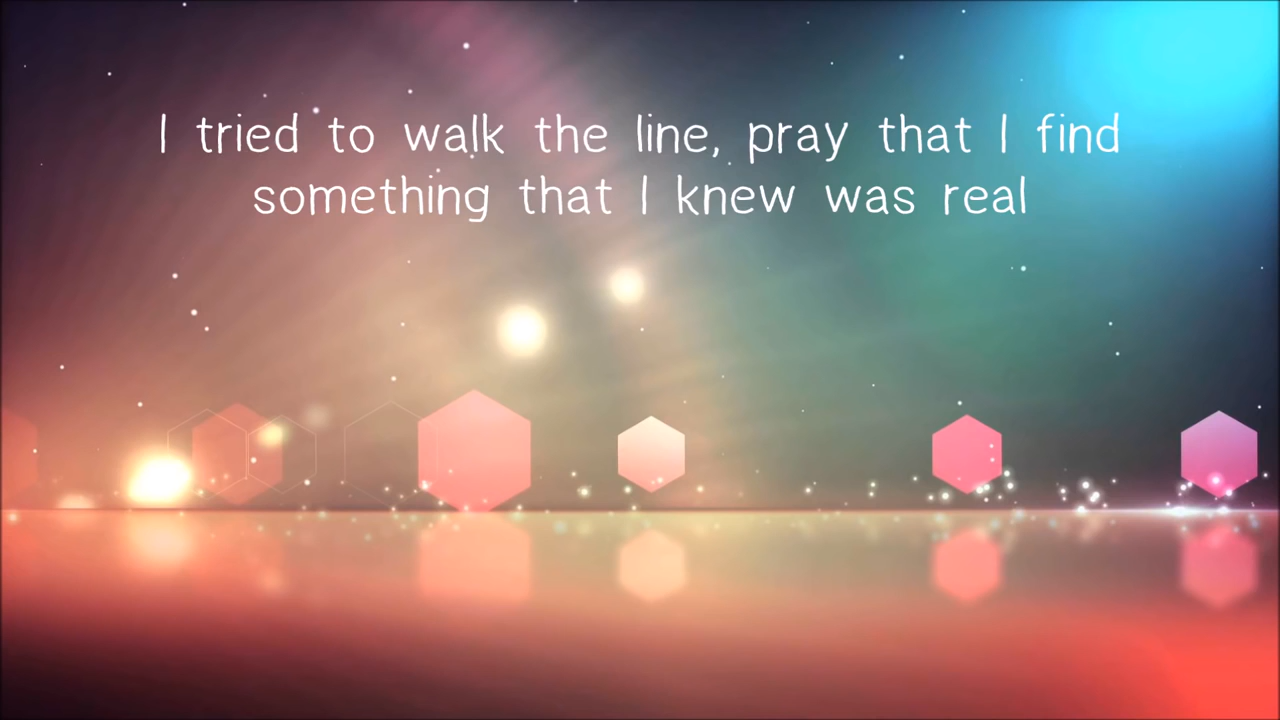 I tried to walk the line, pray that I find
something that I knew was real